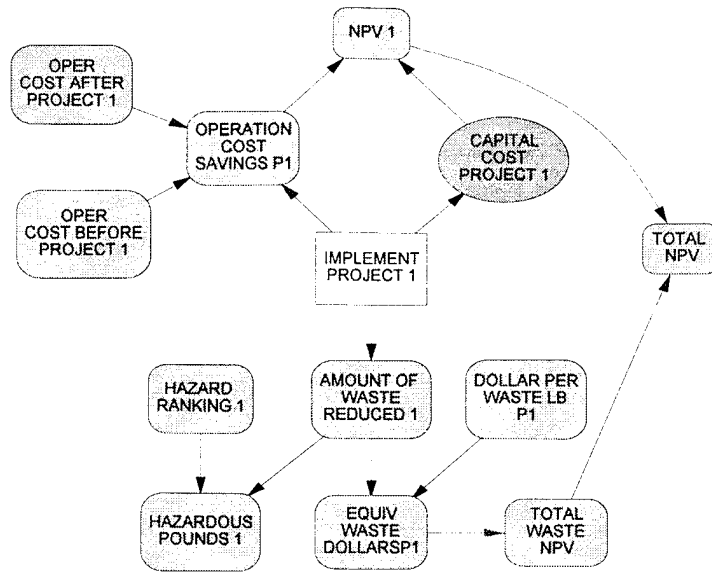 NPV 1
OPER
COST AFTER
PROJECT 1
OPERATION
COST
SAVINGS P1
CAPITAL
COST
PROJECT 1
OPER
COST BEFORE
PROJECT 1
IMPLEMENT
PROJECT 1
TOTAL
NPV
HAZARD
RANKING 1
AMOUNT OF
WASTE
REDUCED 1
DOLLAR PER
WASTE LB
P1
HAZARDOUS
POUNDS 1
EQUIV
WASTE
DOLLARSP1
TOTAL
WASTE
NPV